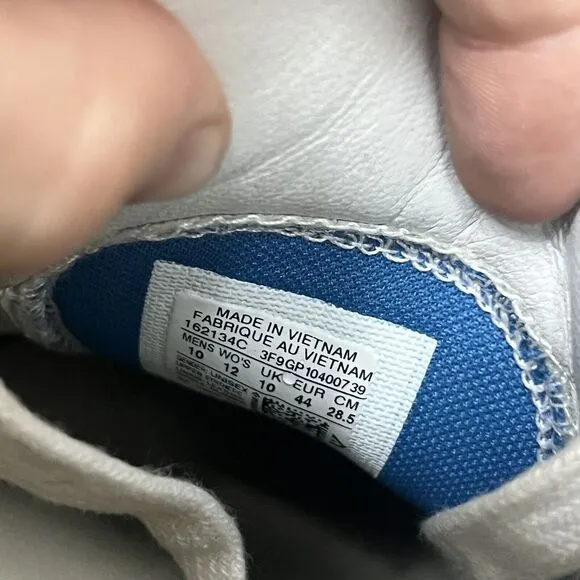 MADE IN VIETNAM
FABRIQUE AU VIETNAM
162134C 3F9GP10400739
MENS WO'S UK EUR CM
10 12 10 44 28.5
UNISEX